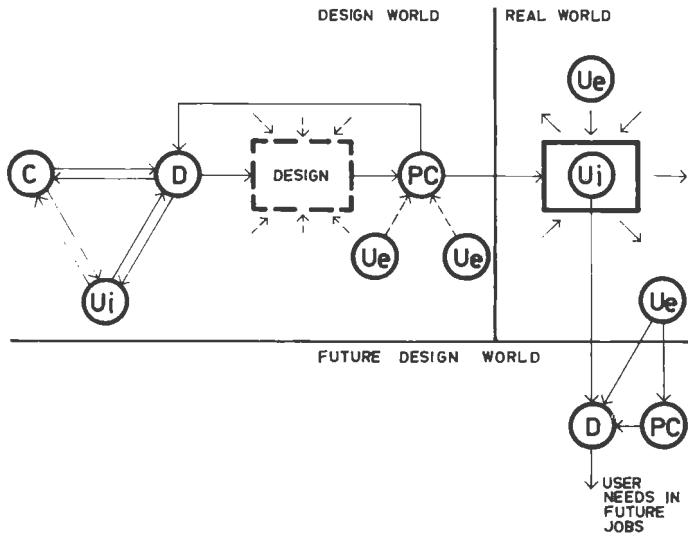 DESIGN WORLD
REAL WORLD
Ue
C
D
DESIGN
PC
Ui
Ue
Ue
Ui
Ue
FUTURE DESIGN WORLD
D
PC
USER
NEEDS IN
FUTURE
JOBS